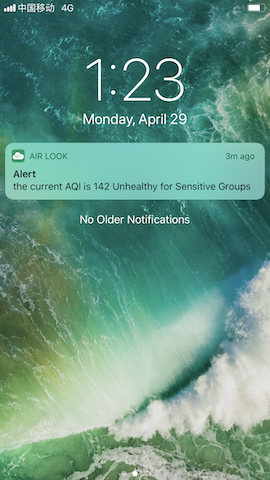 中国移动 4G
1:23
Monday, April 29
AIR LOOK 3m ago
Alert
the current AQI is 142 Unhealthy for Sensitive Groups
No Older Notifications